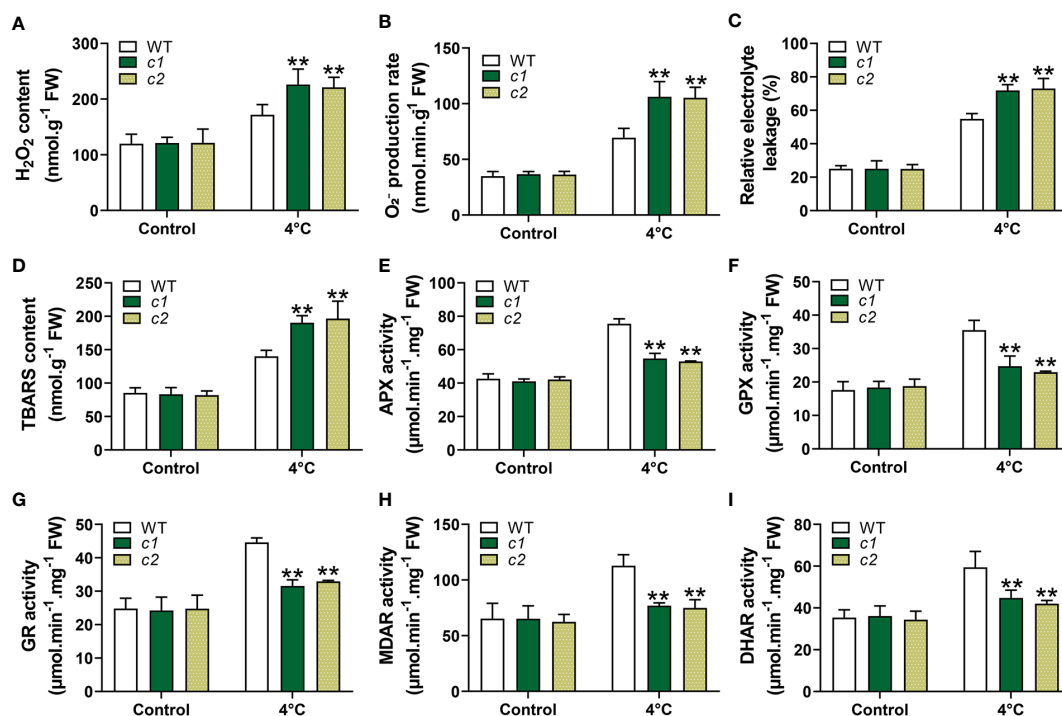 A
H₂O₂ content
(nmol.g⁻¹ FW)
300
200
100
0
WT
c1
c2
** **
Control 4°C
B
O₂⁻ production rate
(nmol.min.g⁻¹ FW)
150
100
50
0
WT
c1
c2
** **
Control 4°C
C
Relative electrolyte
leakage (%)
100
80
60
40
20
0
WT
c1
c2
** **
Control 4°C
D
TBARS content
(nmol.g⁻¹ FW)
250
200
150
100
50
0
WT
c1
c2
** **
Control 4°C
E
APX activity
(μmol.min⁻¹.mg⁻¹ FW)
100
80
60
40
20
0
WT
c1
c2
** **
Control 4°C
F
GPX activity
(μmol.min⁻¹.mg⁻¹ FW)
50
40
30
20
10
0
WT
c1
c2
** **
Control 4°C
G
GR activity
(μmol.min⁻¹.mg⁻¹ FW)
50
40
30
20
10
0
WT
c1
c2
** **
Control 4°C
H
MDAR activity
(μmol.min⁻¹.mg⁻¹ FW)
150
100
50
0
WT
c1
c2
** **
Control 4°C
I
DHAR activity
(μmol.min⁻¹.mg⁻¹ FW)
80
60
40
20
0
WT
c1
c2
** **
Control 4°C